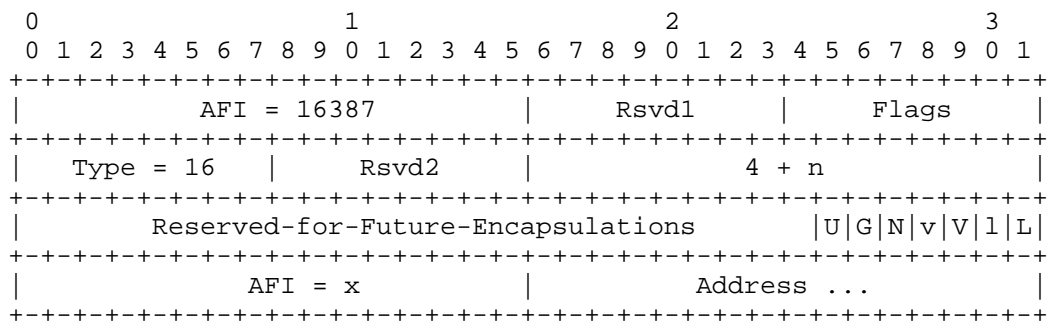 0                   1                   2                   3
 0 1 2 3 4 5 6 7 8 9 0 1 2 3 4 5 6 7 8 9 0 1 2 3 4 5 6 7 8 9 0 1
+-+-+-+-+-+-+-+-+-+-+-+-+-+-+-+-+-+-+-+-+-+-+-+-+-+-+-+-+-+-+-+-+
|           AFI = 16387           |     Rsvd1     |     Flags     |
+-+-+-+-+-+-+-+-+-+-+-+-+-+-+-+-+-+-+-+-+-+-+-+-+-+-+-+-+-+-+-+-+
|   Type = 16   |     Rsvd2     |             4 + n             |
+-+-+-+-+-+-+-+-+-+-+-+-+-+-+-+-+-+-+-+-+-+-+-+-+-+-+-+-+-+-+-+-+
|        Reserved-for-Future-Encapsulations       |U|G|N|v|V|l|L|
+-+-+-+-+-+-+-+-+-+-+-+-+-+-+-+-+-+-+-+-+-+-+-+-+-+-+-+-+-+-+-+-+
|              AFI = x          |          Address ...          |
+-+-+-+-+-+-+-+-+-+-+-+-+-+-+-+-+-+-+-+-+-+-+-+-+-+-+-+-+-+-+-+-+